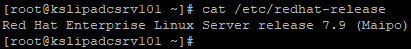 [root@kslipadcsrv101 ~]# cat /etc/redhat-release
Red Hat Enterprise Linux Server release 7.9 (Maipo)
[root@kslipadcsrv101 ~]#